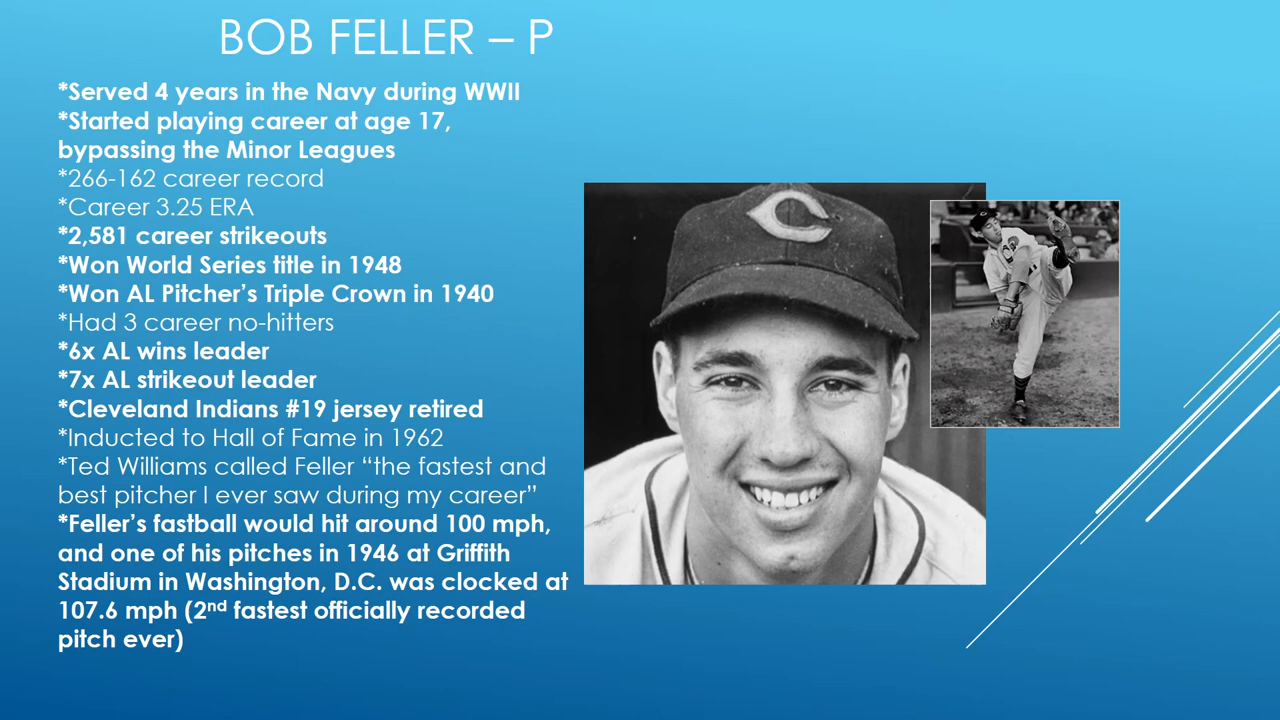 BOB FELLER – P
*Served 4 years in the Navy during WWII
*Started playing career at age 17,
bypassing the Minor Leagues
*266-162 career record
*Career 3.25 ERA
*2,581 career strikeouts
*Won World Series title in 1948
*Won AL Pitcher’s Triple Crown in 1940
*Had 3 career no-hitters
*6x AL wins leader
*7x AL strikeout leader
*Cleveland Indians #19 jersey retired
*Inducted to Hall of Fame in 1962
*Ted Williams called Feller “the fastest and
best pitcher I ever saw during my career”
*Feller’s fastball would hit around 100 mph,
and one of his pitches in 1946 at Griffith
Stadium in Washington, D.C. was clocked at
107.6 mph (2nd fastest officially recorded
pitch ever)
C